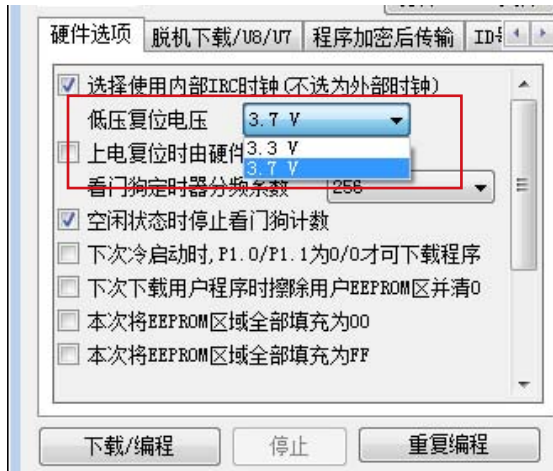 硬件选项 脱机下载/U8/U7 程序加密后传输
选择使用内部IRC时钟(不选为外部时钟)
低压复位电压 3.7 V
上电复位时由硬件
3.3 V
3.7 V
看门狗定时器分频系数 256
空闲状态时停止看门狗计数
下次冷启动时,P1.0/P1.1为0/0才可下载程序
下次下载用户程序时擦除用户EEPROM区并清0
本次将EEPROM区域全部填充为00
本次将EEPROM区域全部填充为FF
下载/编程 停止 重复编程